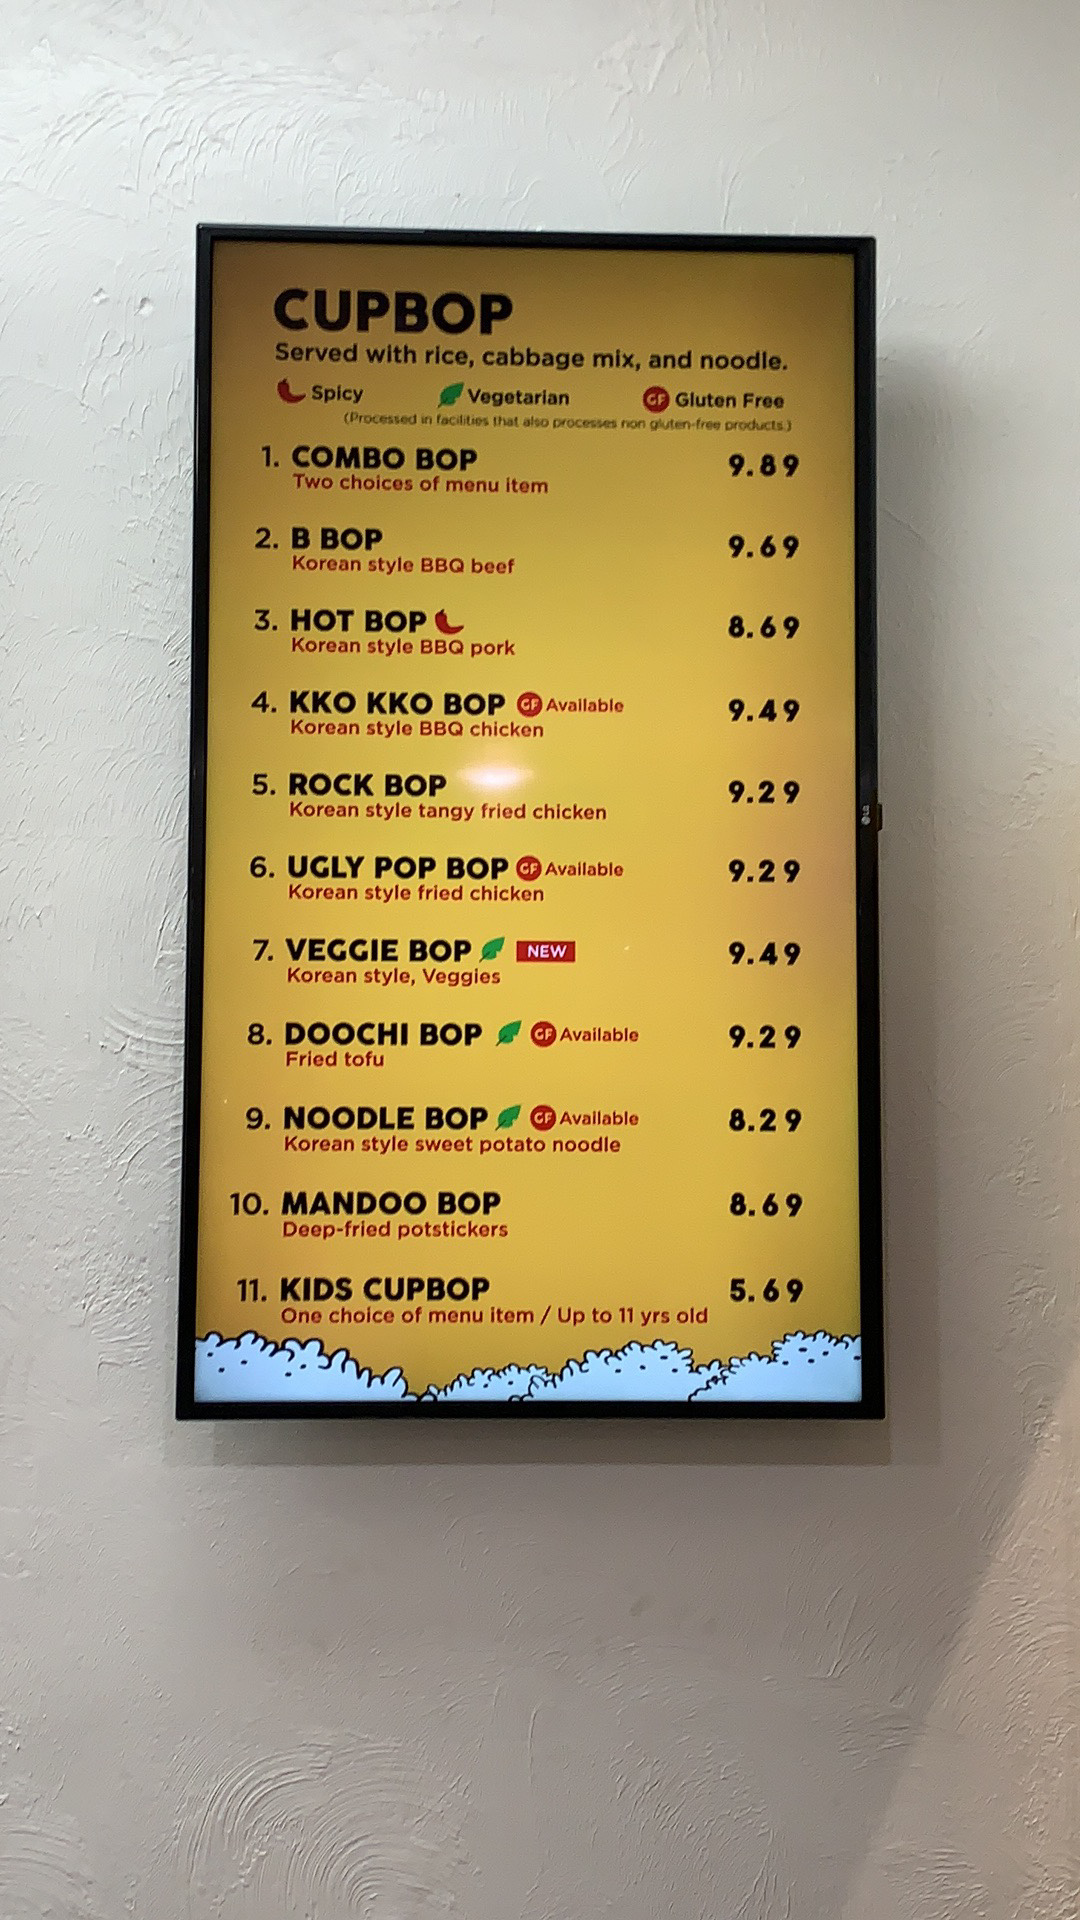 CUPBOP
Served with rice, cabbage mix, and noodle.
Spicy Vegetarian GF Gluten Free
(Processed in facilities that also processes non gluten-free products.)
1. COMBO BOP 9.89
Two choices of menu item
2. B BOP 9.69
Korean style BBQ beef
3. HOT BOP 8.69
Korean style BBQ pork
4. KKO KKO BOP GF Available 9.49
Korean style BBQ chicken
5. ROCK BOP 9.29
Korean style tangy fried chicken
6. UGLY POP BOP GF Available 9.29
Korean style fried chicken
7. VEGGIE BOP NEW 9.49
Korean style, Veggies
8. DOOCHI BOP GF Available 9.29
Fried tofu
9. NOODLE BOP GF Available 8.29
Korean style sweet potato noodle
10. MANDOO BOP 8.69
Deep-fried potstickers
11. KIDS CUPBOP 5.69
One choice of menu item / Up to 11 yrs old
LG